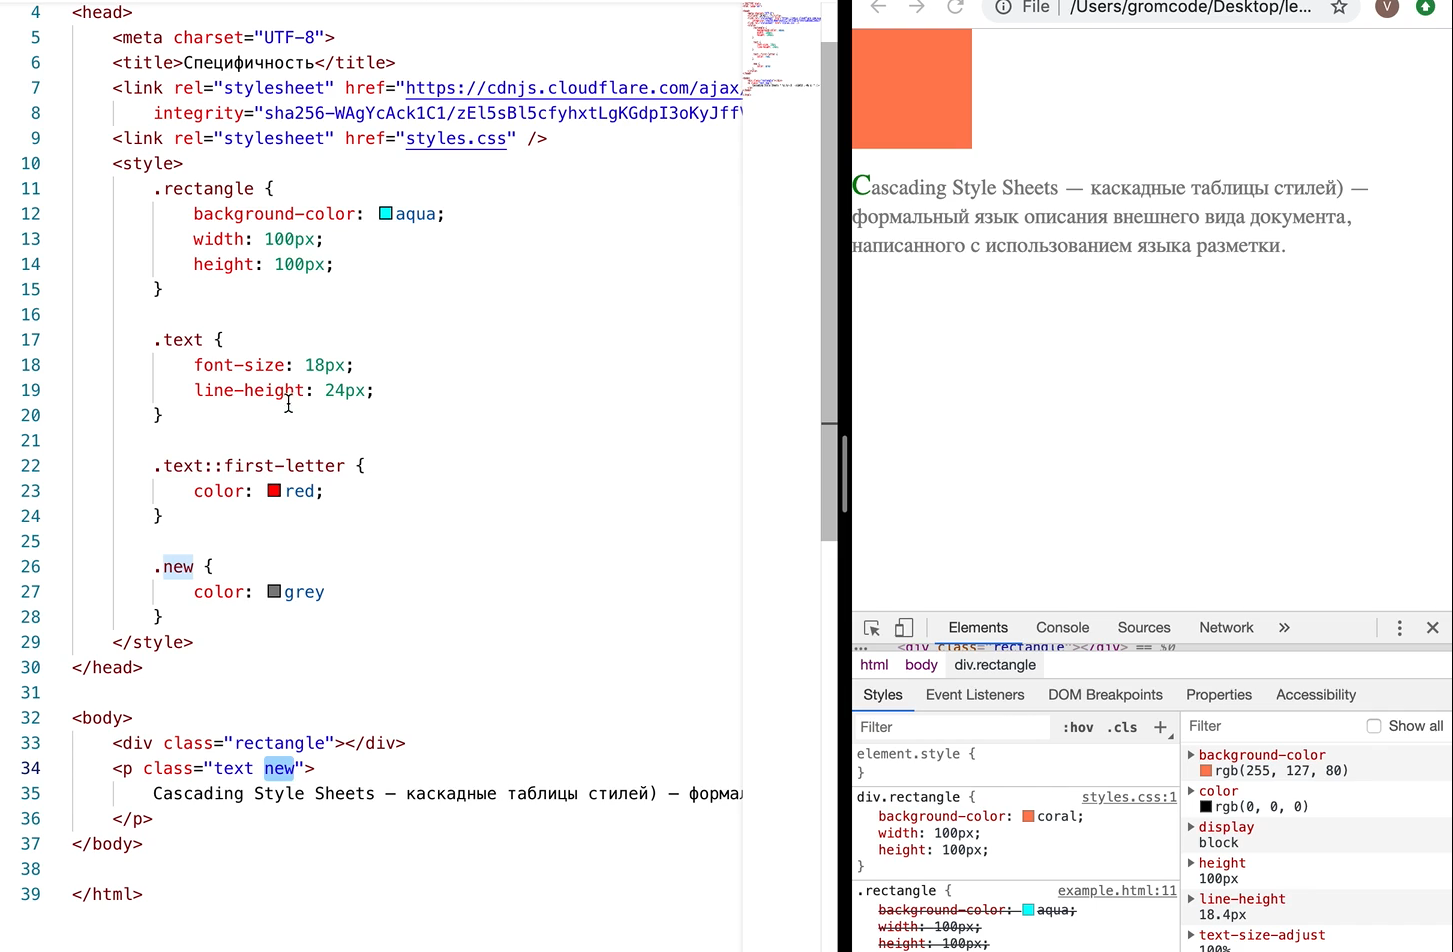 4 <head>
5 <meta charset="UTF-8">
6 <title>Специфичность</title>
7 <link rel="stylesheet" href="https://cdnjs.cloudflare.com/ajax
8 integrity="sha256-WAgYcAck1C1/zEl5sBl5cfyhxtLgKGdpI3oKyJff
9 <link rel="stylesheet" href="styles.css" />
10 <style>
11 .rectangle {
12 background-color: aqua;
13 width: 100px;
14 height: 100px;
15 }
16
17 .text {
18 font-size: 18px;
19 line-height: 24px;
20 }
21
22 .text::first-letter {
23 color: red;
24 }
25
26 .new {
27 color: grey
28 }
29 </style>
30 </head>
31
32 <body>
33 <div class="rectangle"></div>
34 <p class="text new">
35 Cascading Style Sheets — каскадные таблицы стилей) — формал
36 </p>
37 </body>
38
39 </html>
File | /Users/gromcode/Desktop/le... V
Cascading Style Sheets — каскадные таблицы стилей) —
формальный язык описания внешнего вида документа,
написанного с использованием языка разметки.
Elements Console Sources Network »
... <div class="rectangle"></div> == $0
html body div.rectangle
Styles Event Listeners DOM Breakpoints Properties Accessibility
Filter :hov .cls +
element.style {
}
div.rectangle { styles.css:1
background-color: coral;
width: 100px;
height: 100px;
}
.rectangle { example.html:11
background-color: aqua;
width: 100px;
height: 100px;
Filter Show all
background-color
rgb(255, 127, 80)
color
rgb(0, 0, 0)
display
block
height
100px
line-height
18.4px
text-size-adjust
100%